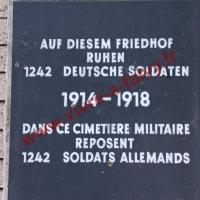 AUF DIESEM FRIEDHOF
RUHEN
1242 DEUTSCHE SOLDATEN
1914-1918
DANS CE CIMETIERE MILITAIRE
REPOSENT
1242 SOLDATS ALLEMANDS